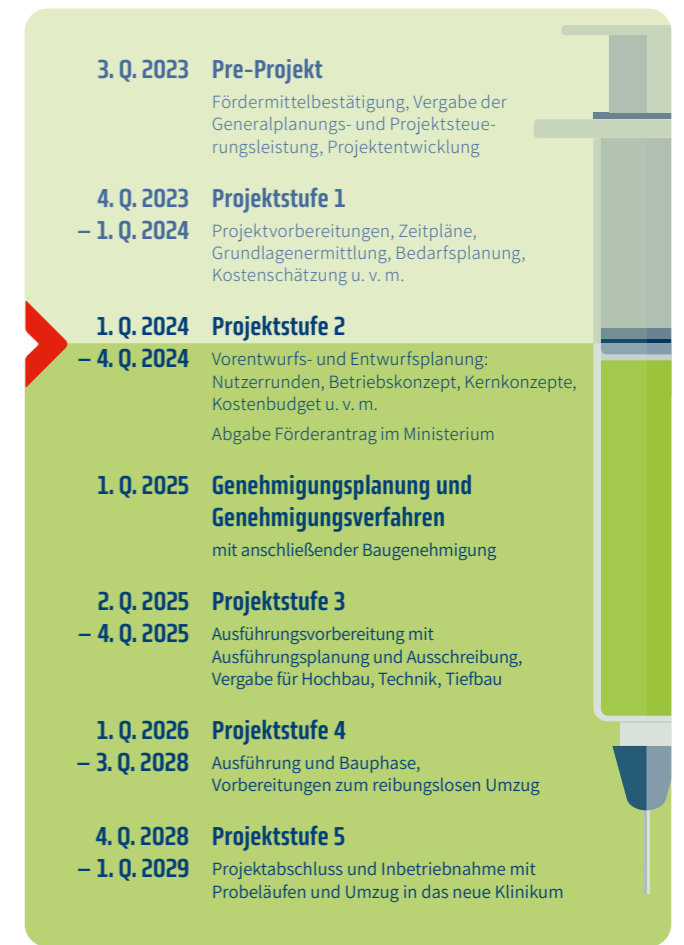 3. Q. 2023 Pre-Projekt
Fördermittelbestätigung, Vergabe der
Generalplanungs- und Projektsteue-
rungsleistung, Projektentwicklung
4. Q. 2023 Projektstufe 1
– 1. Q. 2024 Projektvorbereitungen, Zeitpläne,
Grundlagenermittlung, Bedarfsplanung,
Kostenschätzung u. v. m.
1. Q. 2024 Projektstufe 2
– 4. Q. 2024 Vorentwurfs- und Entwurfsplanung:
Nutzerrunden, Betriebskonzept, Kernkonzepte,
Kostenbudget u. v. m.
Abgabe Förderantrag im Ministerium
1. Q. 2025 Genehmigungsplanung und
Genehmigungsverfahren
mit anschließender Baugenehmigung
2. Q. 2025 Projektstufe 3
– 4. Q. 2025 Ausführungsvorbereitung mit
Ausführungsplanung und Ausschreibung,
Vergabe für Hochbau, Technik, Tiefbau
1. Q. 2026 Projektstufe 4
– 3. Q. 2028 Ausführung und Bauphase,
Vorbereitungen zum reibungslosen Umzug
4. Q. 2028 Projektstufe 5
– 1. Q. 2029 Projektabschluss und Inbetriebnahme mit
Probeläufen und Umzug in das neue Klinikum